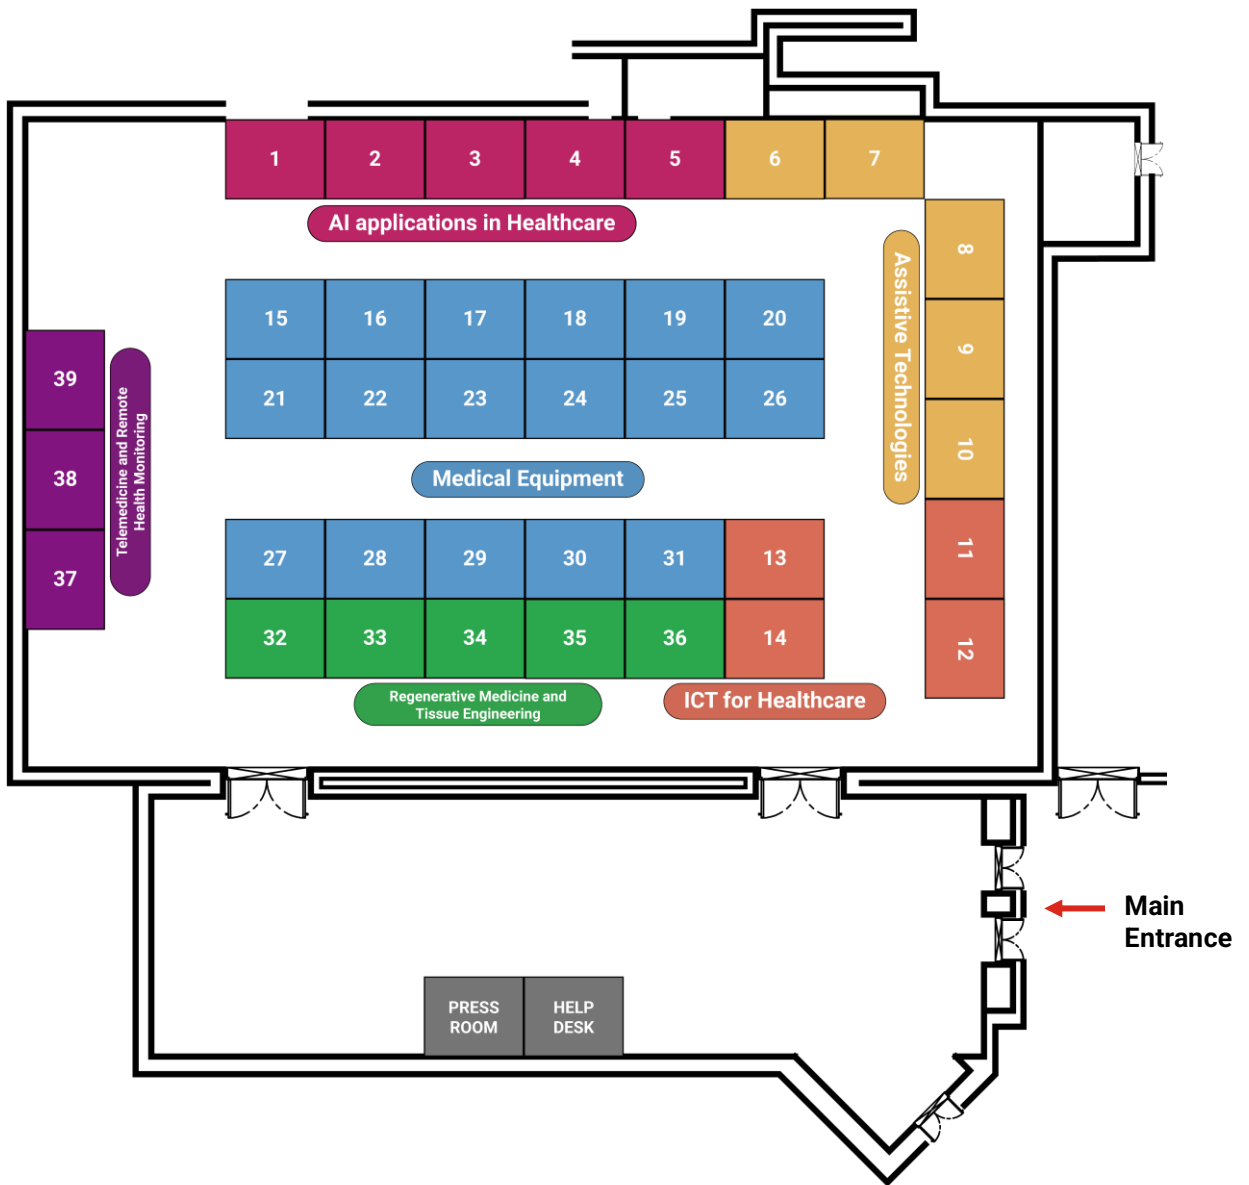 1 2 3 4 5 6 7
AI applications in Healthcare
8
9
10
11
12
Assistive Technologies
15 16 17 18 19 20
21 22 23 24 25 26
Medical Equipment
39
38
37
Telemedicine and Remote
Health Monitoring
27 28 29 30 31 13
32 33 34 35 36 14
Regenerative Medicine and
Tissue Engineering
ICT for Healthcare
Main
Entrance
PRESS
ROOM
HELP
DESK